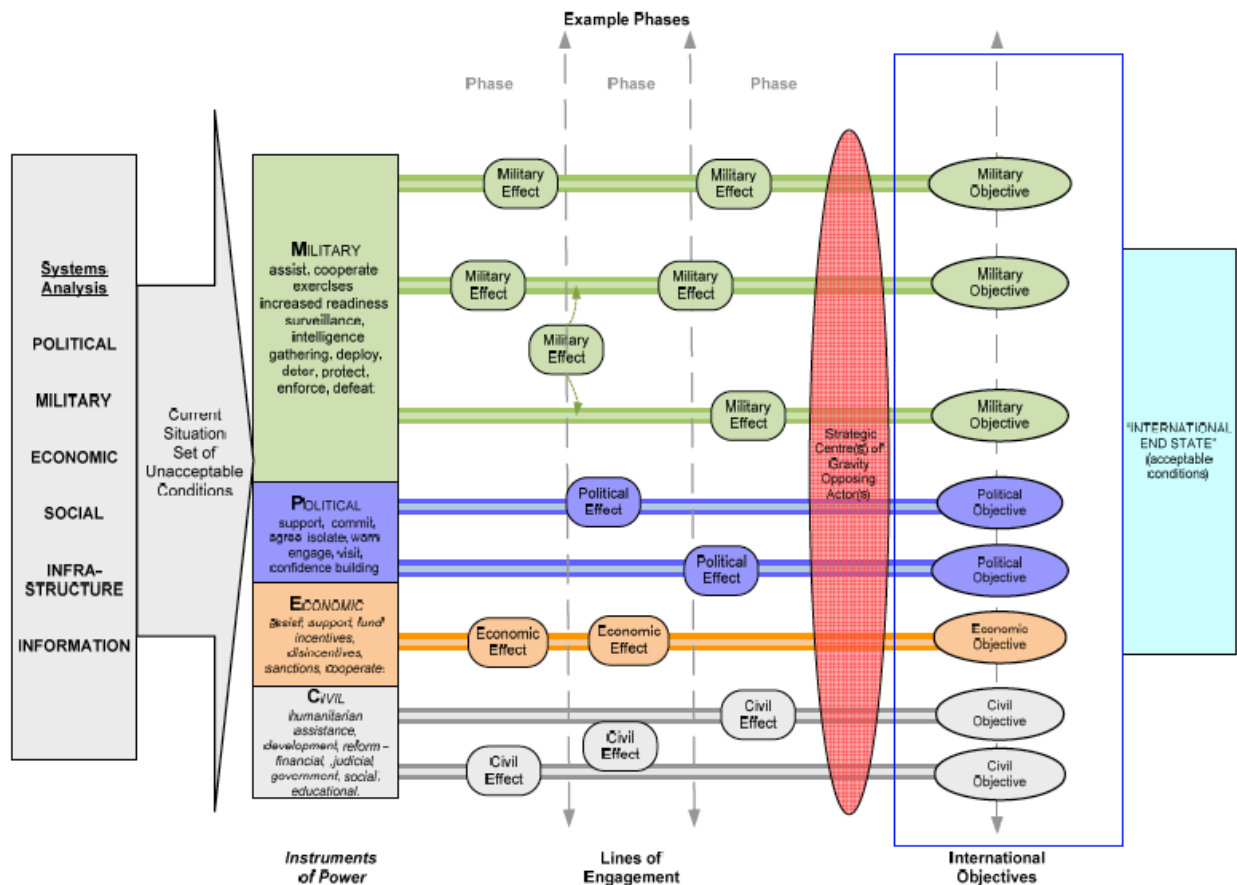 Example Phases
Phase
Phase
Phase
Systems
Analysis
POLITICAL
MILITARY
ECONOMIC
SOCIAL
INFRA-
STRUCTURE
INFORMATION
Current
Situation
Set of
Unacceptable
Conditions
MILITARY
assist, cooperate
exercises
increased readiness
surveillance,
intelligence
gathering, deploy,
deter, protect,
enforce, defeat
POLITICAL
support, commit,
agree isolate, warn
engage, visit,
confidence building
ECONOMIC
assist, support, fund
incentives,
disincentives,
sanctions, cooperate
CIVIL
humanitarian
assistance,
development, reform –
financial, judicial,
government, social,
educational.
Military
Effect
Military
Effect
Military
Effect
Military
Effect
Military
Effect
Military
Effect
Political
Effect
Political
Effect
Economic
Effect
Economic
Effect
Civil
Effect
Civil
Effect
Civil
Effect
Strategic
Centre(s) of
Gravity
Opposing
Actor(s)
Military
Objective
Military
Objective
Military
Objective
Political
Objective
Political
Objective
Economic
Objective
Civil
Objective
Civil
Objective
"INTERNATIONAL
END STATE"
(acceptable
conditions)
Instruments
of Power
Lines of
Engagement
International
Objectives